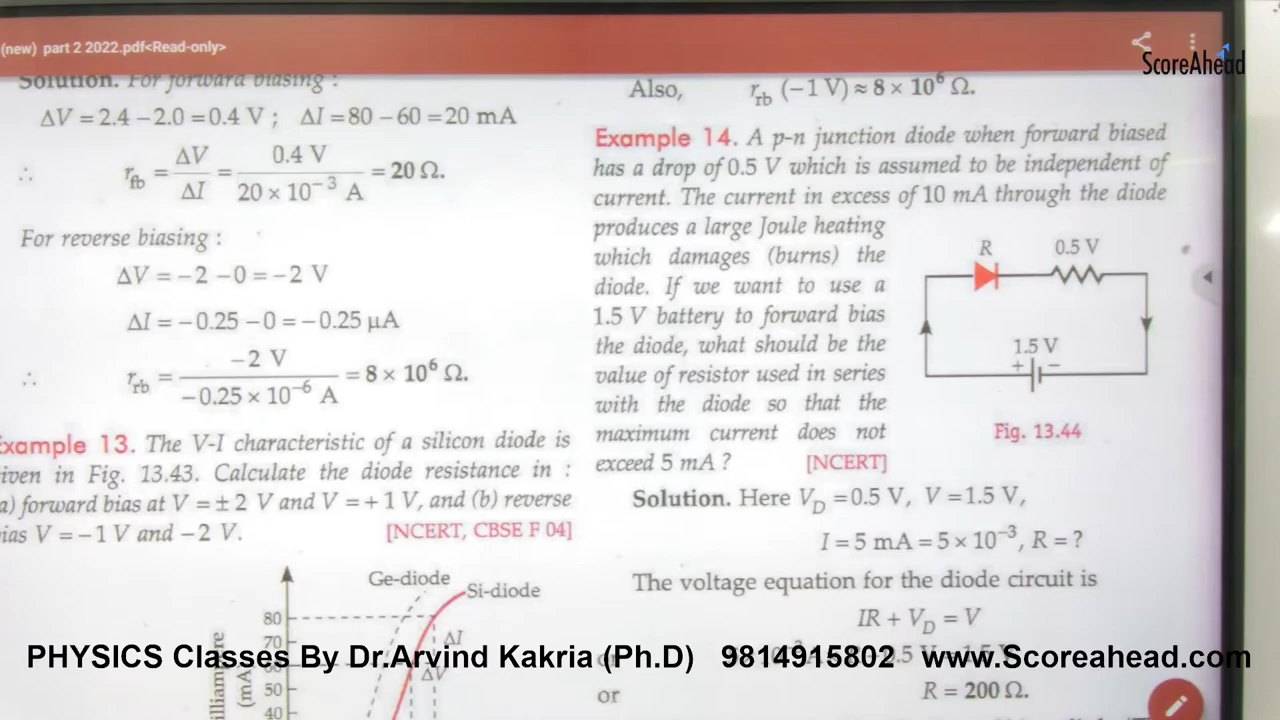 (new) part 2 2022.pdf<Read-only>
ScoreAhead
Solution. For forward biasing :
ΔV = 2.4 − 2.0 = 0.4 V ; ΔI = 80 − 60 = 20 mA
∴ r_fb = ΔV/ΔI = 0.4 V / 20 × 10^−3 A = 20 Ω.
For reverse biasing :
ΔV = −2 − 0 = −2 V
ΔI = −0.25 − 0 = −0.25 μA
∴ r_rb = −2 V / −0.25 × 10^−6 A = 8 × 10^6 Ω.
Example 13. The V-I characteristic of a silicon diode is
iven in Fig. 13.43. Calculate the diode resistance in :
a) forward bias at V = ± 2 V and V = + 1 V, and (b) reverse
ias V = −1 V and −2 V. [NCERT, CBSE F 04]
Ge-diode
Si-diode
80
70
60
50
40
ΔI
ΔV
illiampere
(mA)
Also, r_rb (−1 V) ≈ 8 × 10^6 Ω.
Example 14. A p-n junction diode when forward biased
has a drop of 0.5 V which is assumed to be independent of
current. The current in excess of 10 mA through the diode
produces a large Joule heating
which damages (burns) the
diode. If we want to use a
1.5 V battery to forward bias
the diode, what should be the
value of resistor used in series
with the diode so that the
maximum current does not
exceed 5 mA ? [NCERT]
R 0.5 V
1.5 V
+ −
Fig. 13.44
Solution. Here V_D = 0.5 V, V = 1.5 V,
I = 5 mA = 5 × 10^−3, R = ?
The voltage equation for the diode circuit is
IR + V_D = V
or
or R = 200 Ω.
PHYSICS Classes By Dr.Arvind Kakria (Ph.D) 9814915802 www.Scoreahead.com